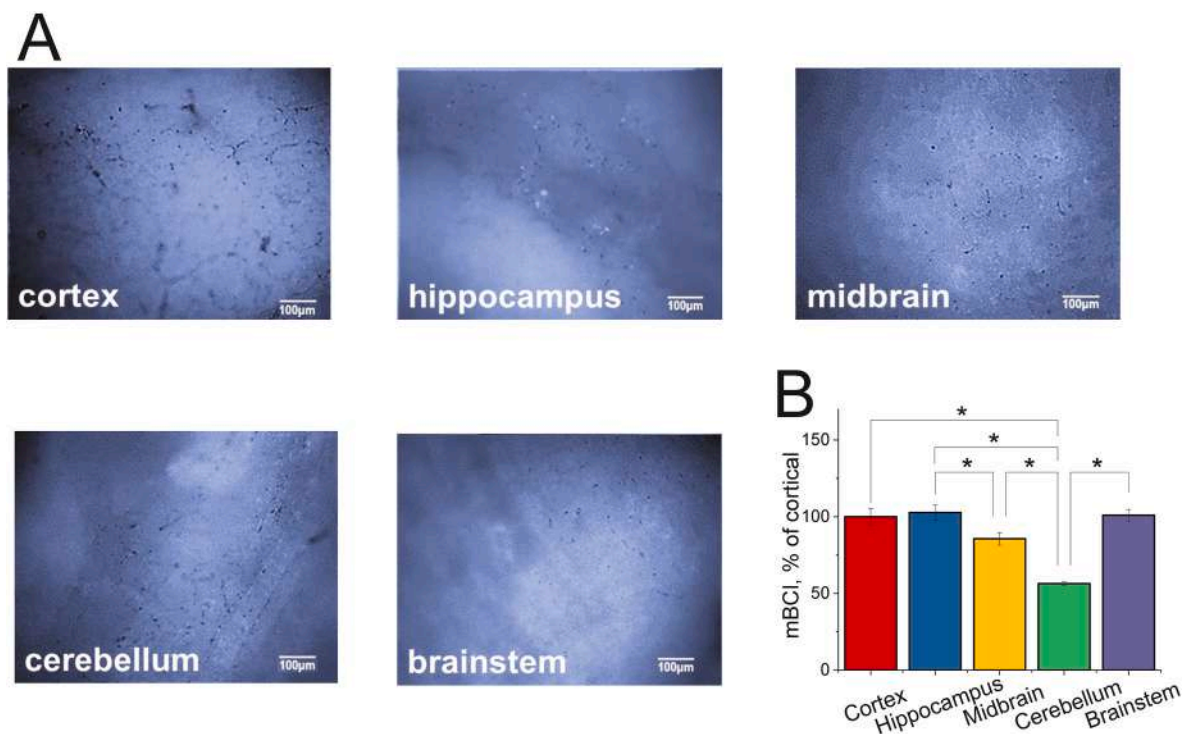 A
cortex
100µm
hippocampus
100µm
midbrain
100µm
cerebellum
100µm
brainstem
100µm
B
mBCI, % of cortical
150
100
50
0
*
*
* * *
Cortex
Hippocampus
Midbrain
Cerebellum
Brainstem